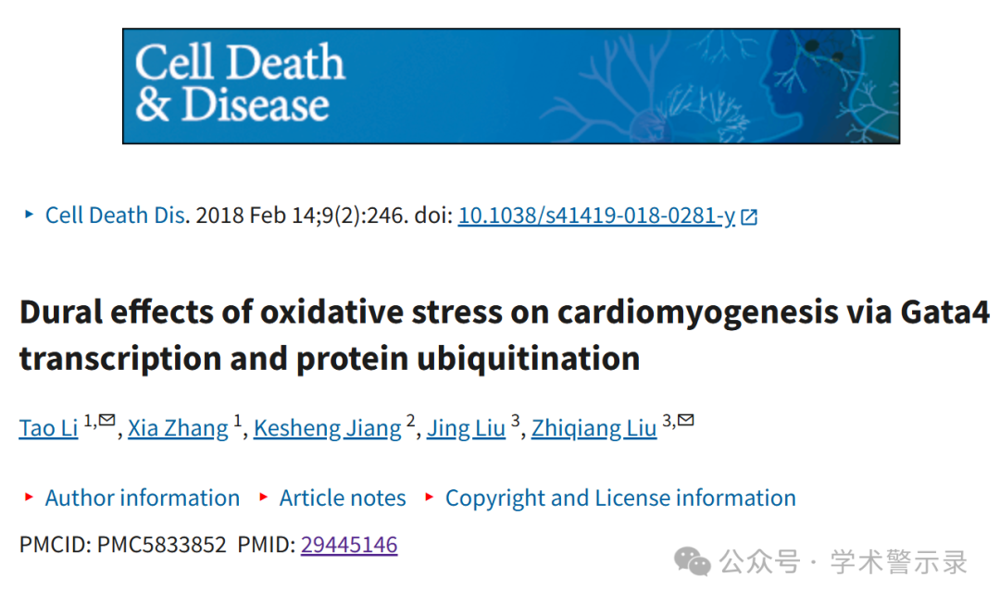 Cell Death
& Disease
▸ Cell Death Dis. 2018 Feb 14;9(2):246. doi: 10.1038/s41419-018-0281-y
Dural effects of oxidative stress on cardiomyogenesis via Gata4
transcription and protein ubiquitination
Tao Li 1,✉, Xia Zhang 1, Kesheng Jiang 2, Jing Liu 3, Zhiqiang Liu 3,✉
▸ Author information ▸ Article notes ▸ Copyright and License information
PMCID: PMC5833852 PMID: 29445146
公众号 · 学术警示录